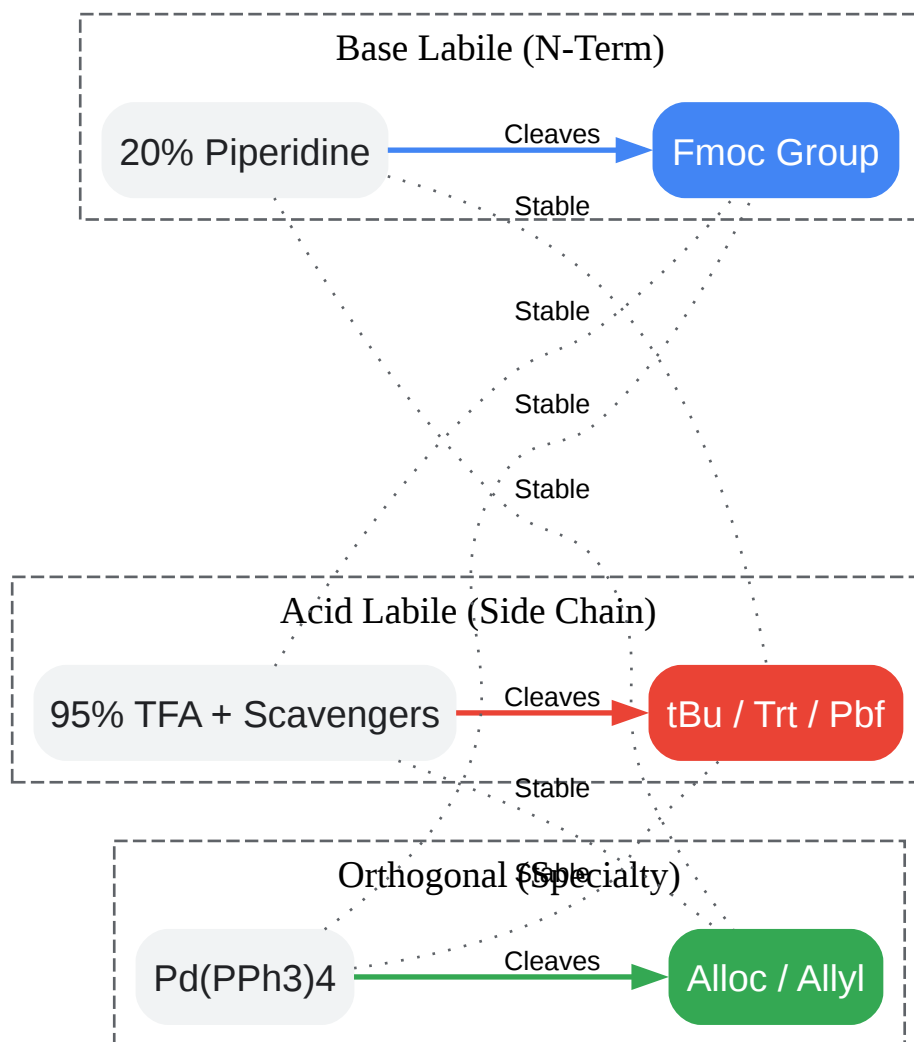 Base Labile (N-Term)
20% Piperidine
Cleaves
Fmoc Group
Stable
Stable
Stable
Stable
Acid Labile (Side Chain)
95% TFA + Scavengers
Cleaves
tBu / Trt / Pbf
Stable
Orthogonal (Specialty)
Stable
Pd(PPh3)4
Cleaves
Alloc / Allyl